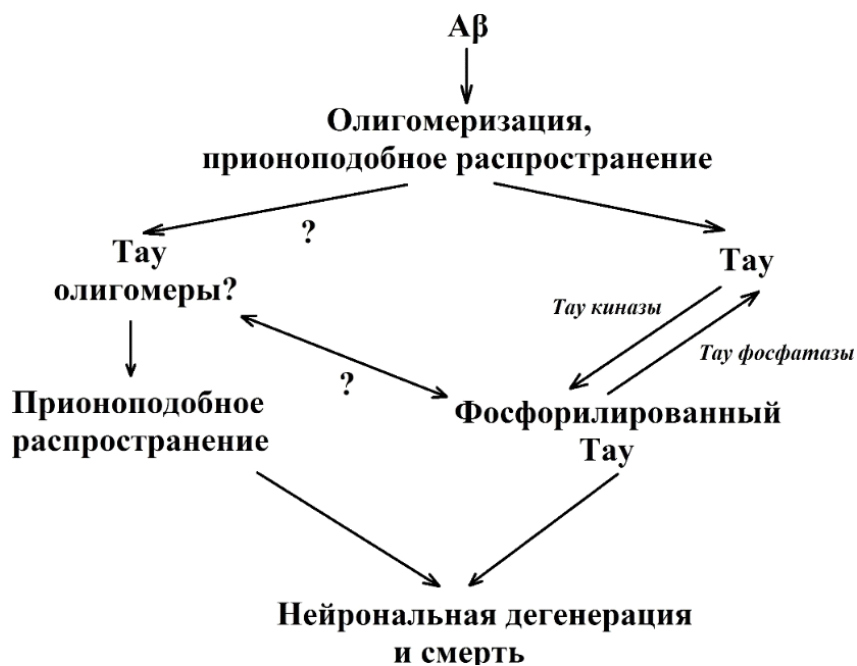 Aβ
Олигомеризация,
прионоподобное распространение
?
Тау
олигомеры?
Тау
Тау киназы
Тау фосфатазы
?
Прионоподобное
распространение
Фосфорилированный
Тау
Нейрональная дегенерация
и смерть